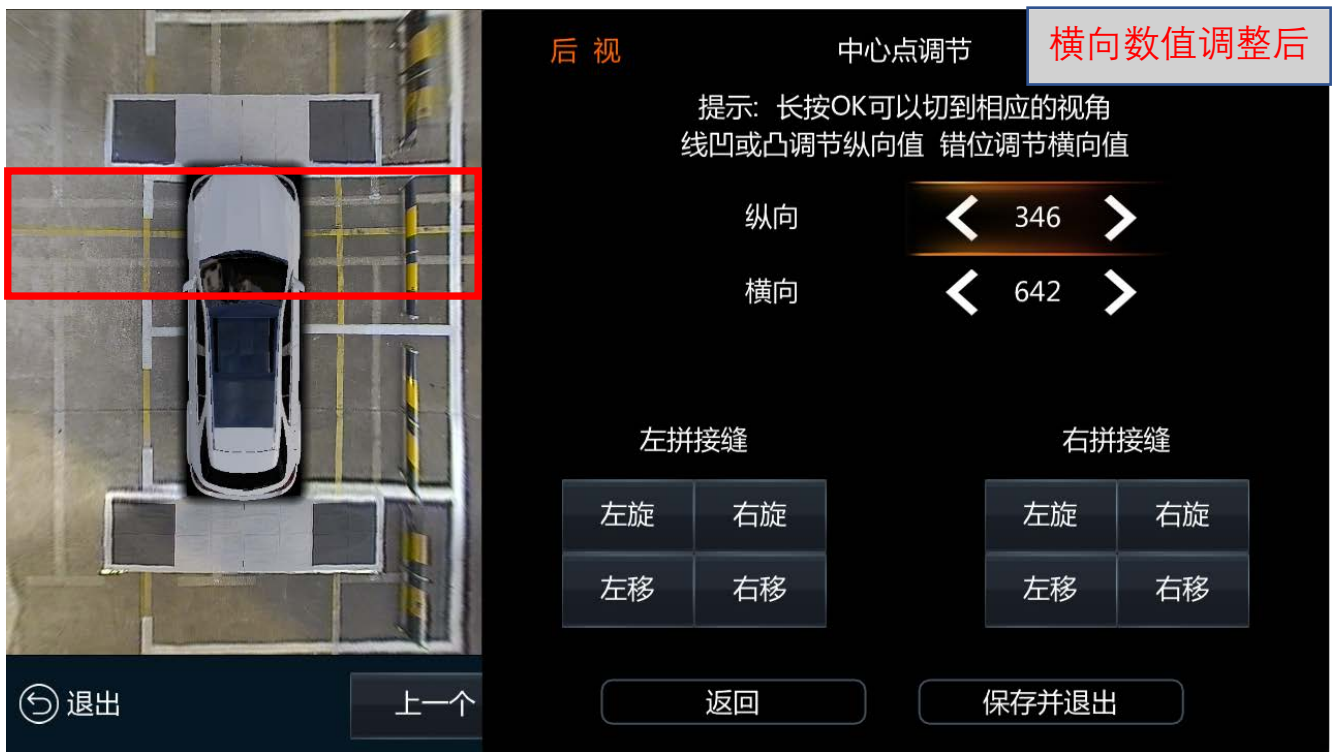 后 视
中心点调节
横向数值调整后
提示: 长按OK可以切到相应的视角
线凹或凸调节纵向值 错位调节横向值
纵向
346
横向
642
左拼接缝
右拼接缝
左旋
右旋
左旋
右旋
左移
右移
左移
右移
退出
上一个
返回
保存并退出